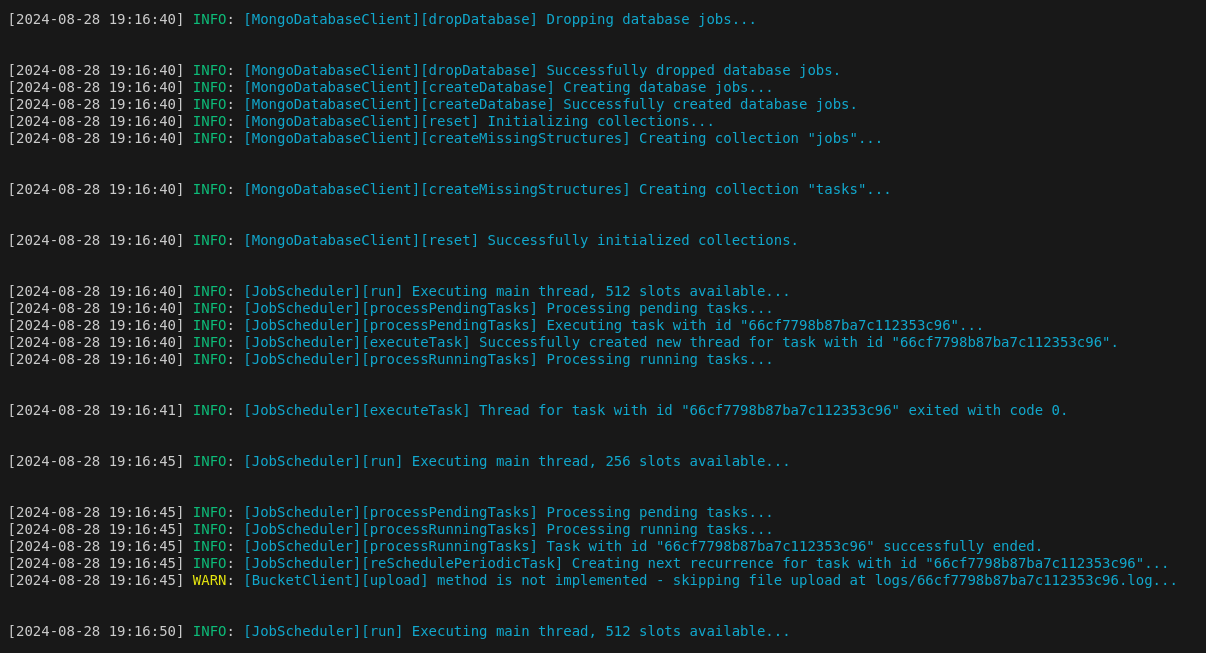 [2024-08-28 19:16:40] INFO: [MongoDatabaseClient][dropDatabase] Dropping database jobs...
[2024-08-28 19:16:40] INFO: [MongoDatabaseClient][dropDatabase] Successfully dropped database jobs.
[2024-08-28 19:16:40] INFO: [MongoDatabaseClient][createDatabase] Creating database jobs...
[2024-08-28 19:16:40] INFO: [MongoDatabaseClient][createDatabase] Successfully created database jobs.
[2024-08-28 19:16:40] INFO: [MongoDatabaseClient][reset] Initializing collections...
[2024-08-28 19:16:40] INFO: [MongoDatabaseClient][createMissingStructures] Creating collection "jobs"...
[2024-08-28 19:16:40] INFO: [MongoDatabaseClient][createMissingStructures] Creating collection "tasks"...
[2024-08-28 19:16:40] INFO: [MongoDatabaseClient][reset] Successfully initialized collections.
[2024-08-28 19:16:40] INFO: [JobScheduler][run] Executing main thread, 512 slots available...
[2024-08-28 19:16:40] INFO: [JobScheduler][processPendingTasks] Processing pending tasks...
[2024-08-28 19:16:40] INFO: [JobScheduler][processPendingTasks] Executing task with id "66cf7798b87ba7c112353c96"...
[2024-08-28 19:16:40] INFO: [JobScheduler][executeTask] Successfully created new thread for task with id "66cf7798b87ba7c112353c96".
[2024-08-28 19:16:40] INFO: [JobScheduler][processRunningTasks] Processing running tasks...
[2024-08-28 19:16:41] INFO: [JobScheduler][executeTask] Thread for task with id "66cf7798b87ba7c112353c96" exited with code 0.
[2024-08-28 19:16:45] INFO: [JobScheduler][run] Executing main thread, 256 slots available...
[2024-08-28 19:16:45] INFO: [JobScheduler][processPendingTasks] Processing pending tasks...
[2024-08-28 19:16:45] INFO: [JobScheduler][processRunningTasks] Processing running tasks...
[2024-08-28 19:16:45] INFO: [JobScheduler][processRunningTasks] Task with id "66cf7798b87ba7c112353c96" successfully ended.
[2024-08-28 19:16:45] INFO: [JobScheduler][reSchedulePeriodicTask] Creating next recurrence for task with id "66cf7798b87ba7c112353c96"...
[2024-08-28 19:16:45] WARN: [BucketClient][upload] method is not implemented - skipping file upload at logs/66cf7798b87ba7c112353c96.log...
[2024-08-28 19:16:50] INFO: [JobScheduler][run] Executing main thread, 512 slots available...